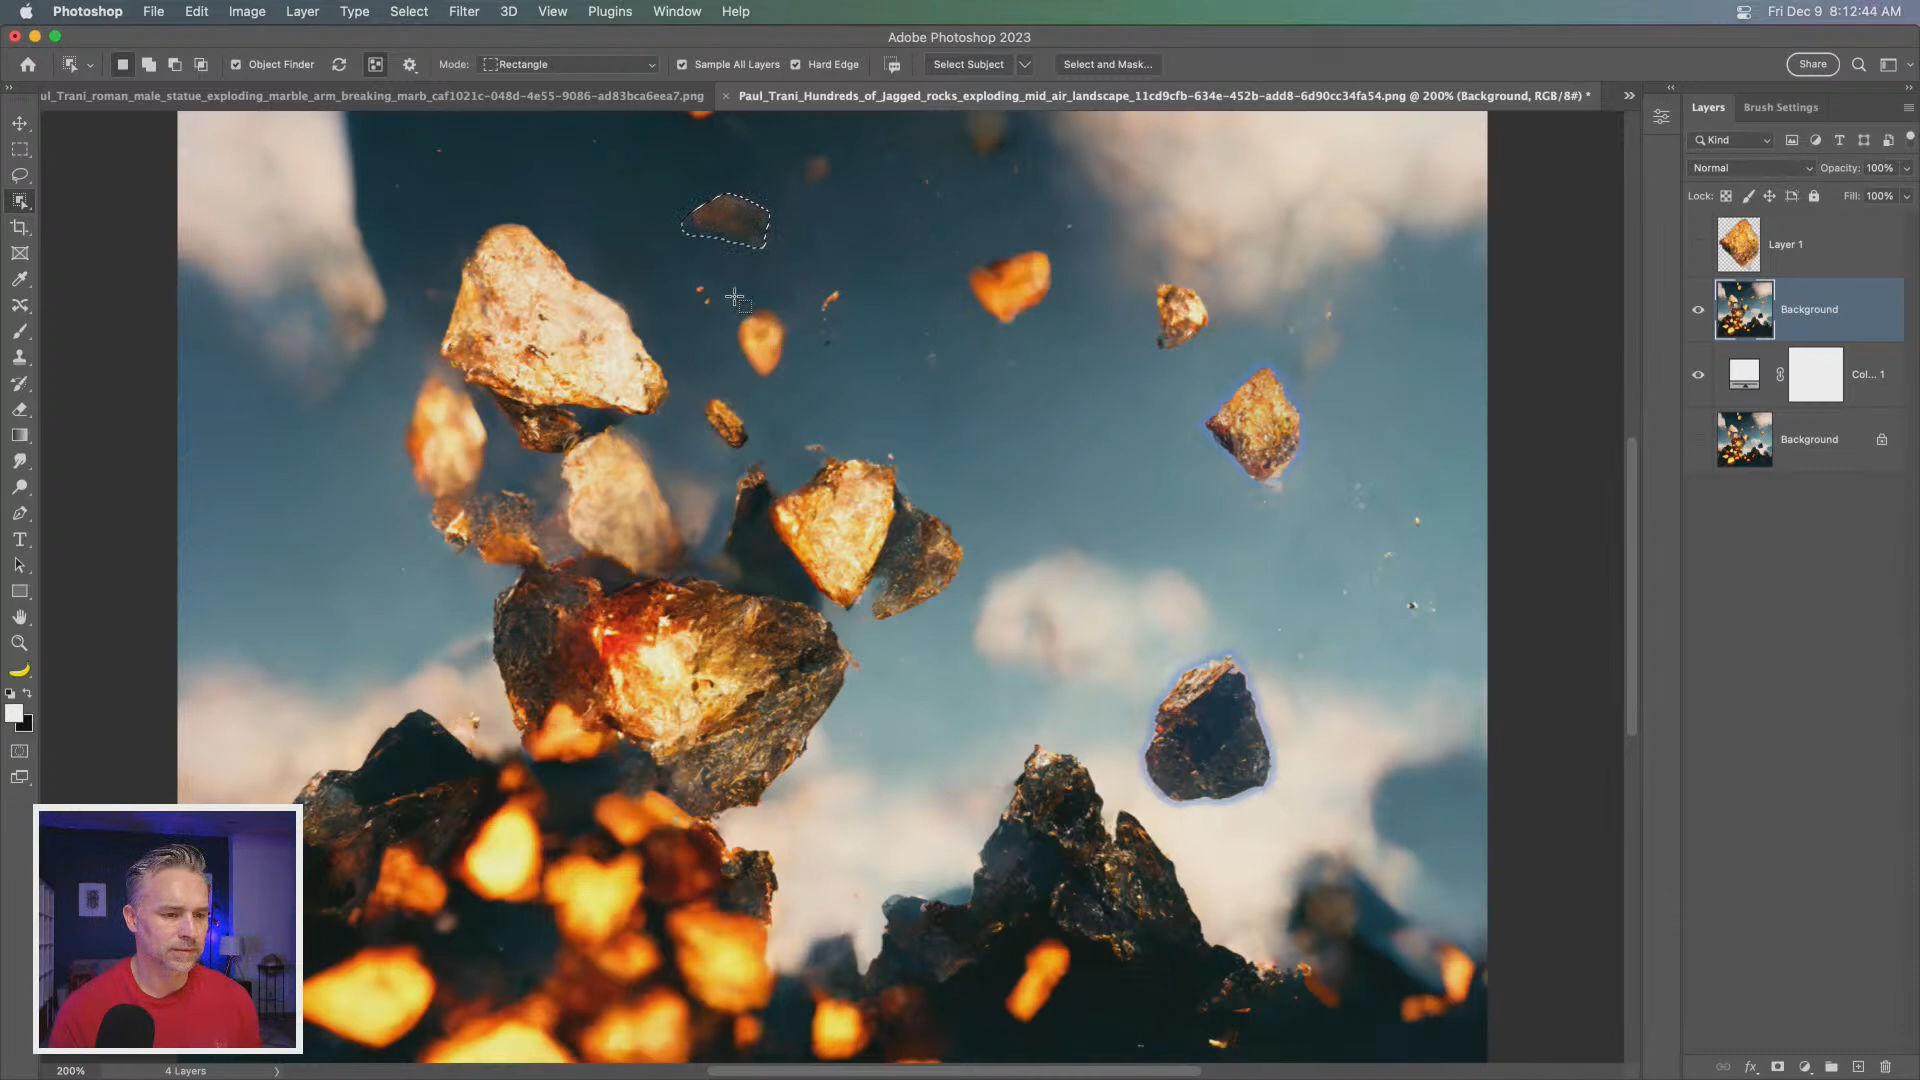 Photoshop File Edit Image Layer Type Select Filter 3D View Plugins Window Help Fri Dec 9 8:12:44 AM
Adobe Photoshop 2023
Object Finder Mode: Rectangle Sample All Layers Hard Edge Select Subject Select and Mask... Share
ul_Trani_roman_male_statue_exploding_marble_arm_breaking_marb_caf1021c-048d-4e55-9086-ad83bca6eea7.png × Paul_Trani_Hundreds_of_Jagged_rocks_exploding_mid_air_landscape_11cd9cfb-634e-452b-add8-6d90cc34fa54.png @ 200% (Background, RGB/8#) *
Layers Brush Settings
Kind
Normal Opacity: 100%
Lock: Fill: 100%
Layer 1
Background
Col... 1
Background
200% 4 Layers